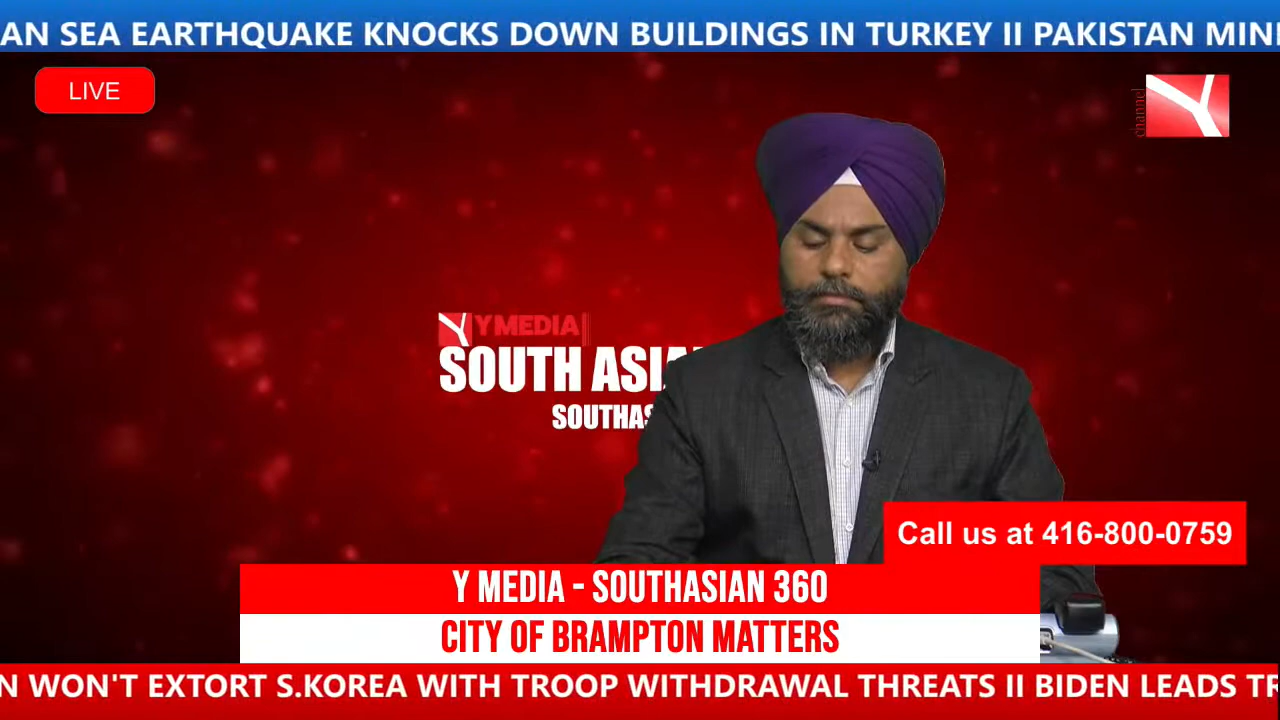 AN SEA EARTHQUAKE KNOCKS DOWN BUILDINGS IN TURKEY II PAKISTAN MINI
LIVE
channel
Y
Y MEDIA
SOUTH ASIA
SOUTHAS
Call us at 416-800-0759
Y MEDIA - SOUTHASIAN 360
CITY OF BRAMPTON MATTERS
N WON'T EXTORT S.KOREA WITH TROOP WITHDRAWAL THREATS II BIDEN LEADS TR